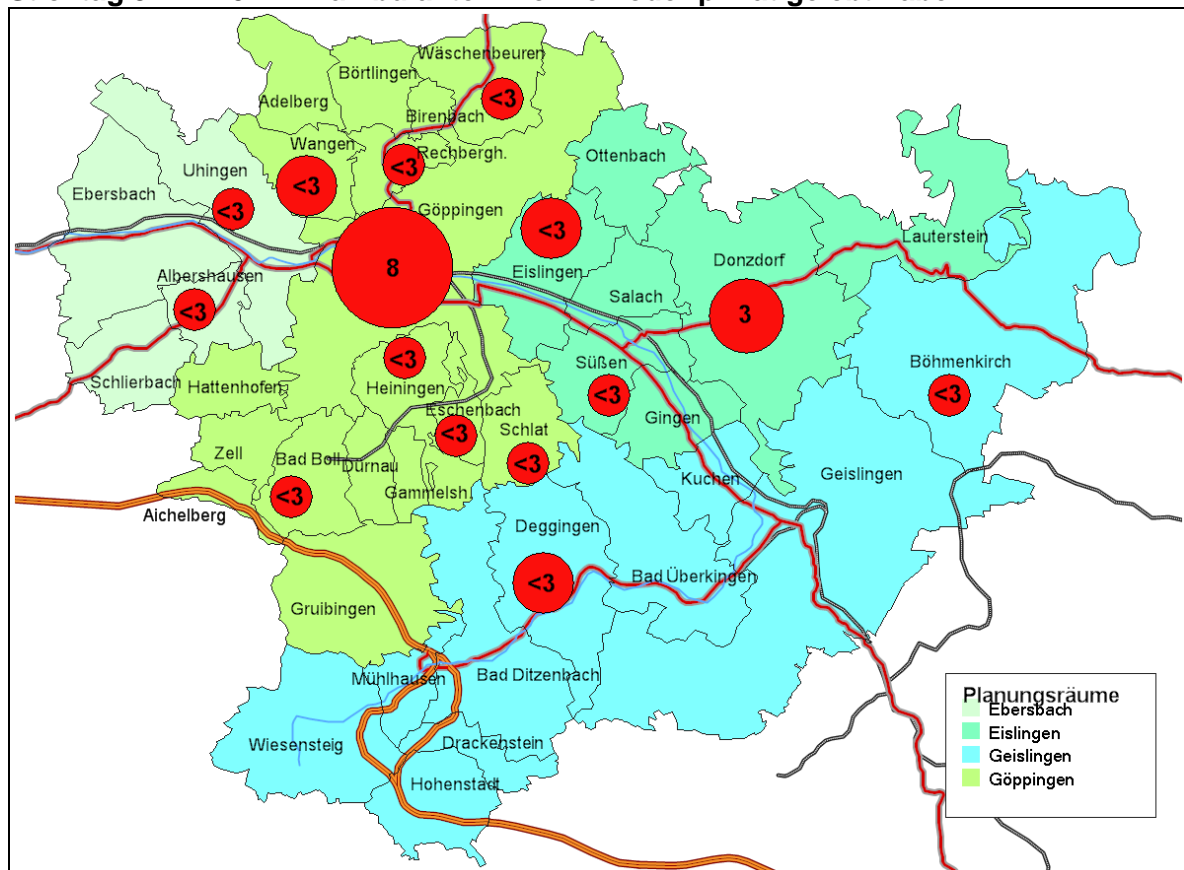 Wäschenbeuren
Börtlingen
Adelberg
<3
Birenbach
Wangen
Rechbergh.
Ottenbach
Uhingen
<3
<3
Ebersbach
<3
Göppingen
<3
Lauterstein
Eislingen
Donzdorf
8
Albershausen
Salach
<3
3
<3
Süßen
Böhmenkirch
Schlierbach
Hattenhofen
Heiningen
<3
<3
Eschenbach
Gingen
Schlat
<3
Zell
Bad Boll
Dürnau
<3
Geislingen
Kuchen
Gammelsh.
<3
Aichelberg
Deggingen
<3
Bad Überkingen
Gruibingen
Mühlhausen
Bad Ditzenbach
Wiesensteig
Drackenstein
Hohenstadt
Planungsräume
Ebersbach
Eislingen
Geislingen
Göppingen